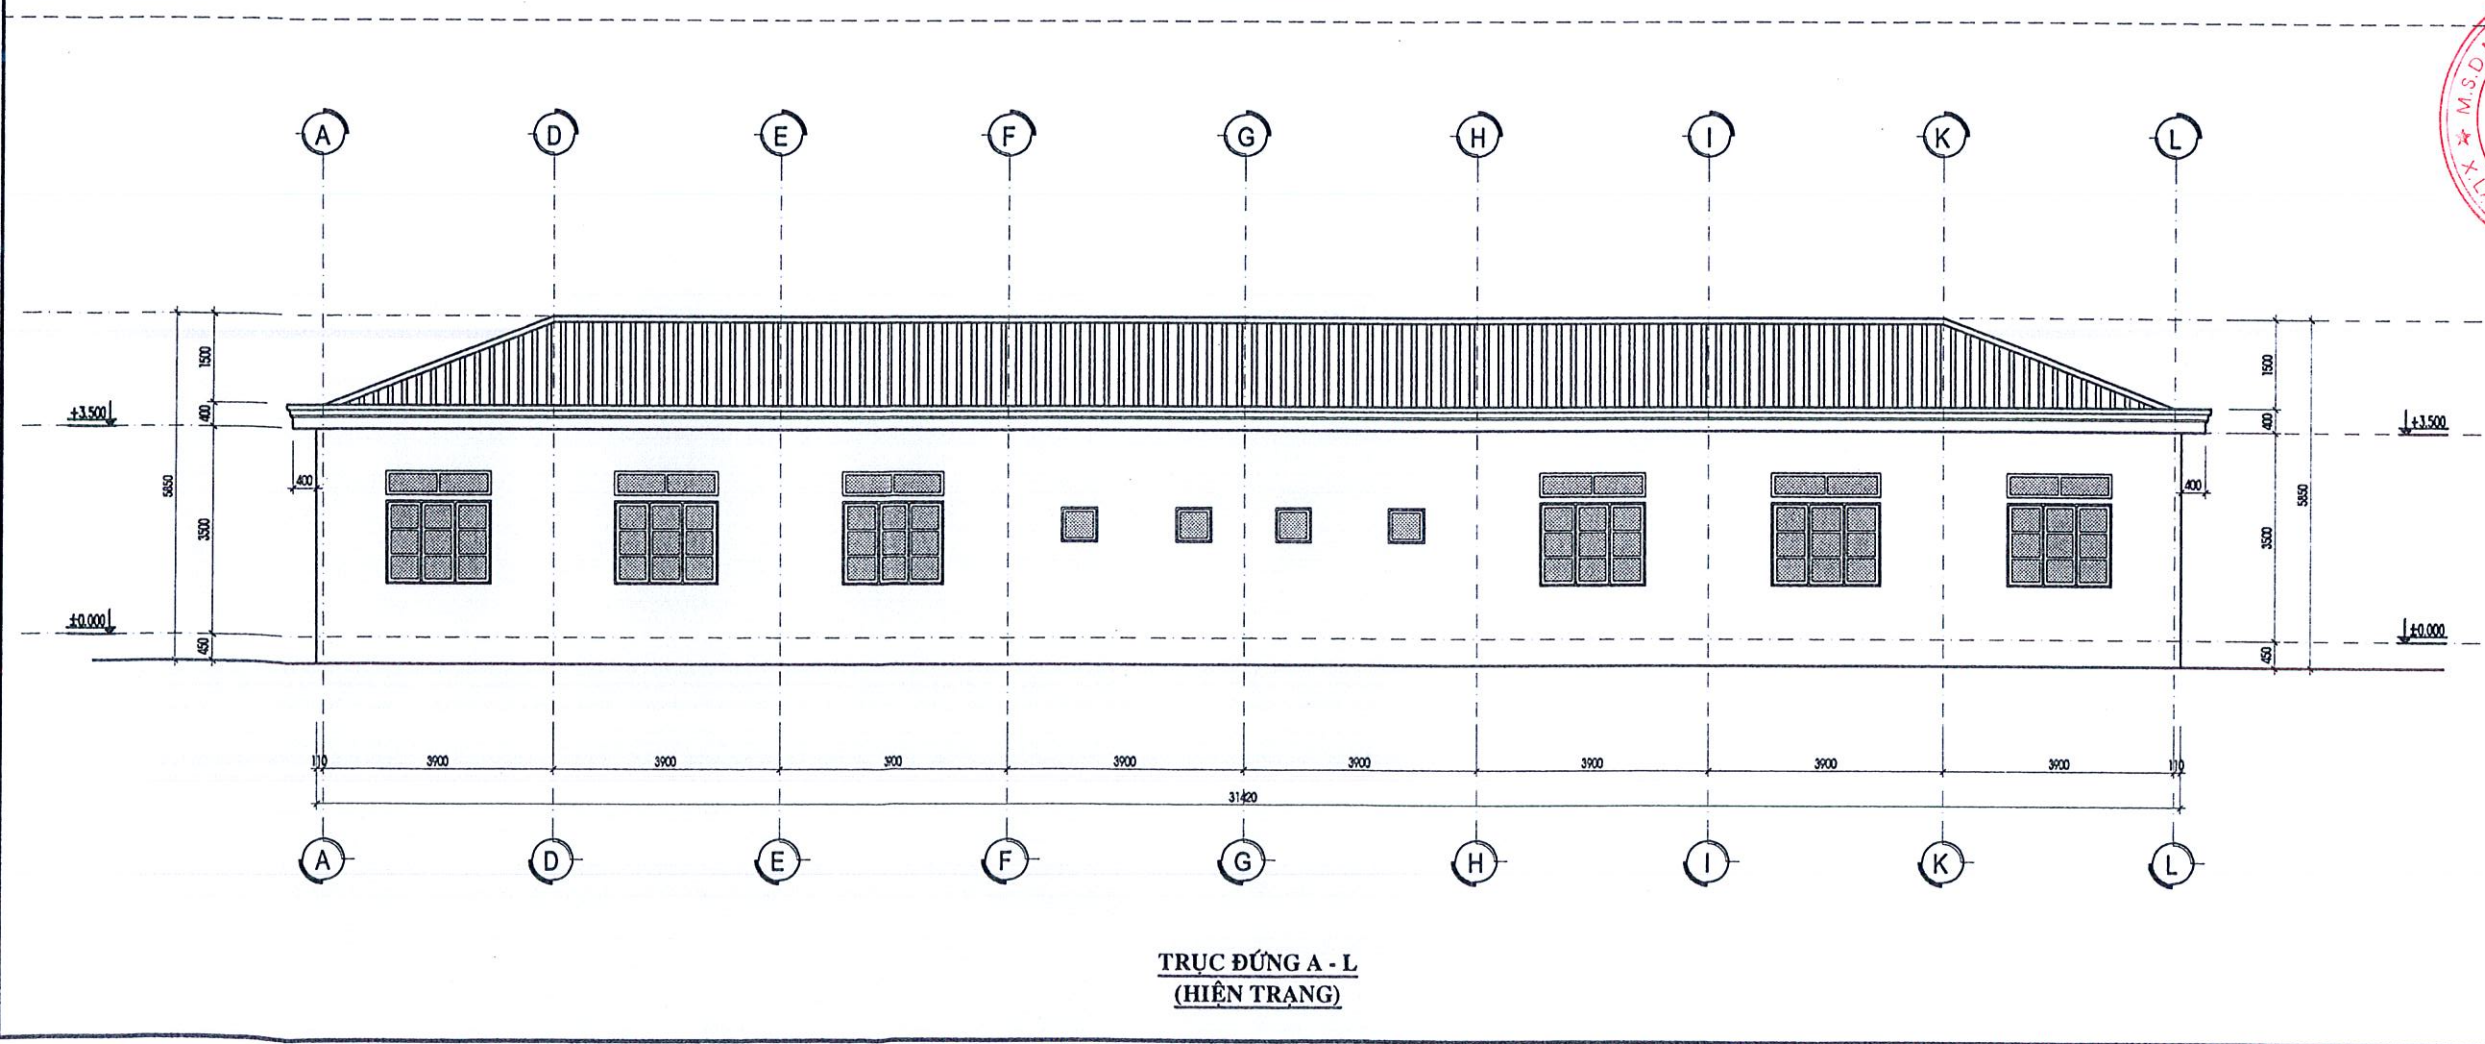 M.S.D
A D E F G H I K L
1500
400
+3.500
400
5850
3500
±0.000
450
1500
400
+3.500
400
5850
3500
±0.000
450
110 3900 3900 3900 3900 3900 3900 3900 3900 110
31420
A D E F G H I K L
TRỤC ĐỨNG A - L
(HIỆN TRẠNG)